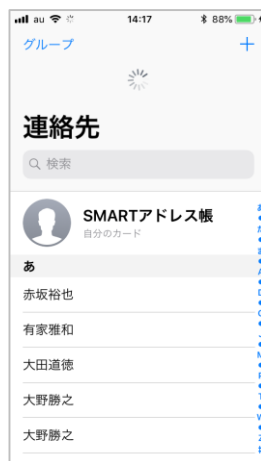 au 14:17 88%
グループ +
連絡先
検索
SMARTアドレス帳
自分のカード
あ
赤坂裕也
有家雅和
大田道徳
大野勝之
大野勝之